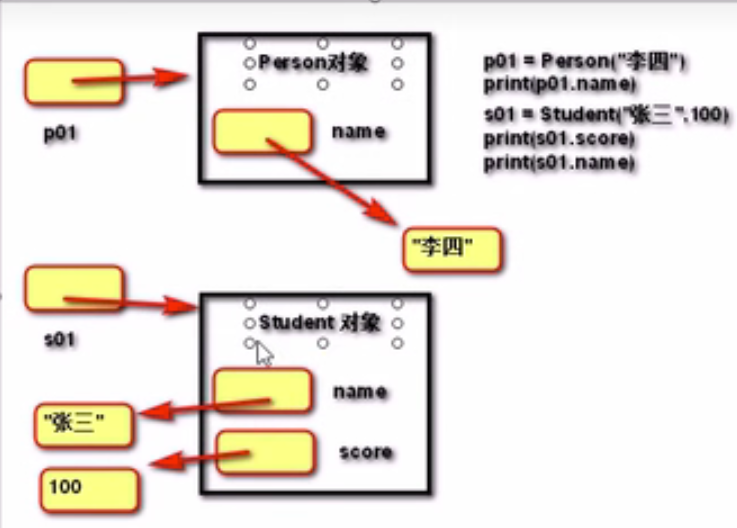 Person对象
p01
name
"李四"
p01 = Person("李四")
print(p01.name)
s01 = Student("张三",100)
print(s01.score)
print(s01.name)
s01
Student 对象
name
"张三"
score
100